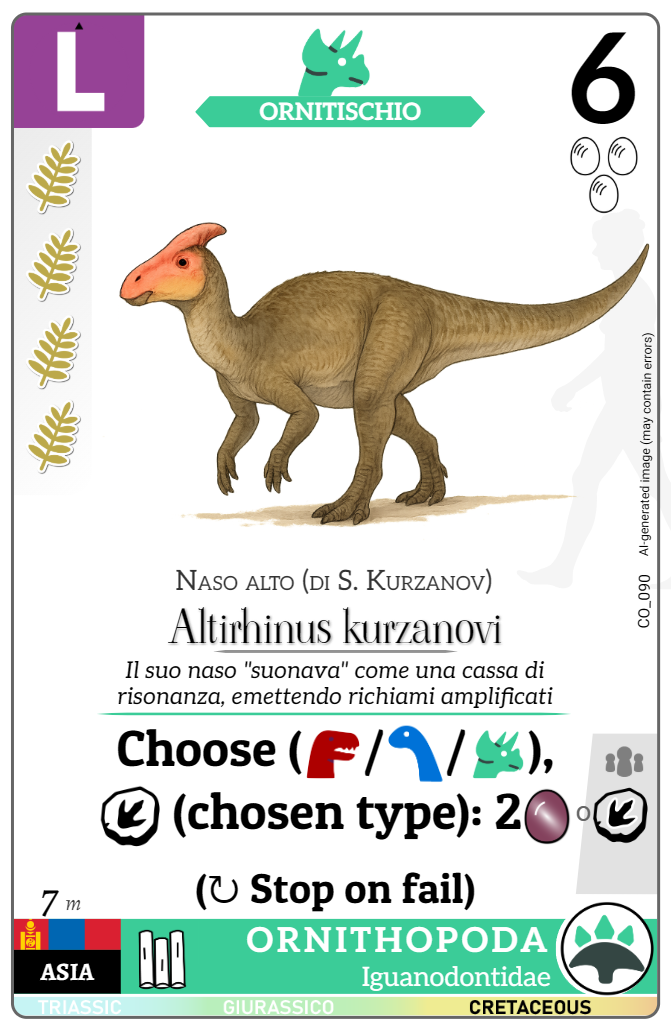 L
ORNITISCHIO
6
AI-generated image (may contain errors)
CO_090
Naso alto (di S. Kurzanov)
Altirhinus kurzanovi
Il suo naso "suonava" come una cassa di
risonanza, emettendo richiami amplificati
Choose ( / / ),
(chosen type): 2 o
(↻ Stop on fail)
7 m
ASIA
ORNITHOPODA
Iguanodontidae
TRIASSIC GIURASSICO CRETACEOUS